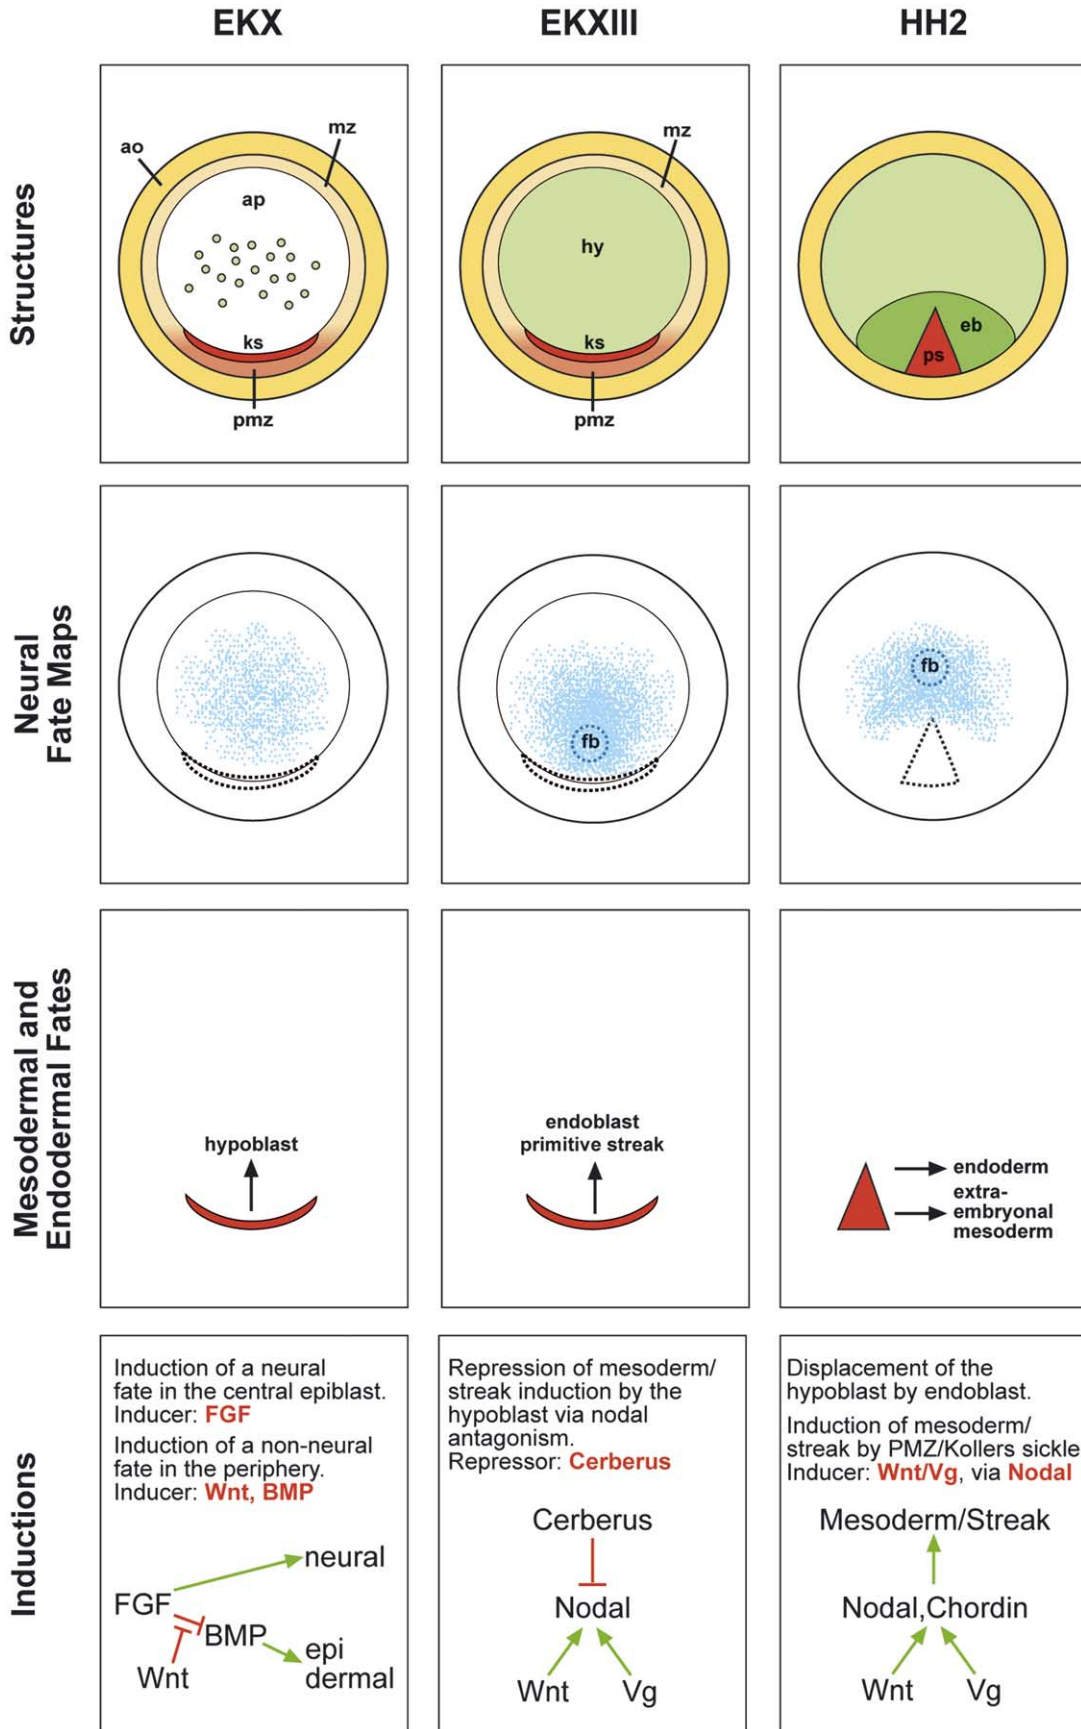 EKX
EKXIII
HH2
Structures
ao
mz
ap
ks
pmz
mz
hy
ks
pmz
eb
ps
Neural
Fate Maps
fb
fb
Mesodermal and
Endodermal Fates
hypoblast
endoblast
primitive streak
endoderm
extra-
embryonal
mesoderm
Inductions
Induction of a neural
fate in the central epiblast.
Inducer: FGF
Induction of a non-neural
fate in the periphery.
Inducer: Wnt, BMP
neural
FGF
BMP
Wnt
epi
dermal
Repression of mesoderm/
streak induction by the
hypoblast via nodal
antagonism.
Repressor: Cerberus
Cerberus
Nodal
Wnt
Vg
Displacement of the
hypoblast by endoblast.
Induction of mesoderm/
streak by PMZ/Kollers sickle
Inducer: Wnt/Vg, via Nodal
Mesoderm/Streak
Nodal,Chordin
Wnt
Vg